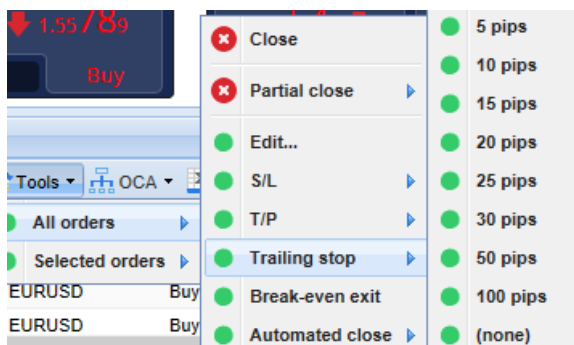 1.55789
Buy
Tools
OCA
All orders
Selected orders
EURUSD Buy
EURUSD Buy
Close
Partial close
Edit...
S/L
T/P
Trailing stop
Break-even exit
Automated close
5 pips
10 pips
15 pips
20 pips
25 pips
30 pips
50 pips
100 pips
(none)